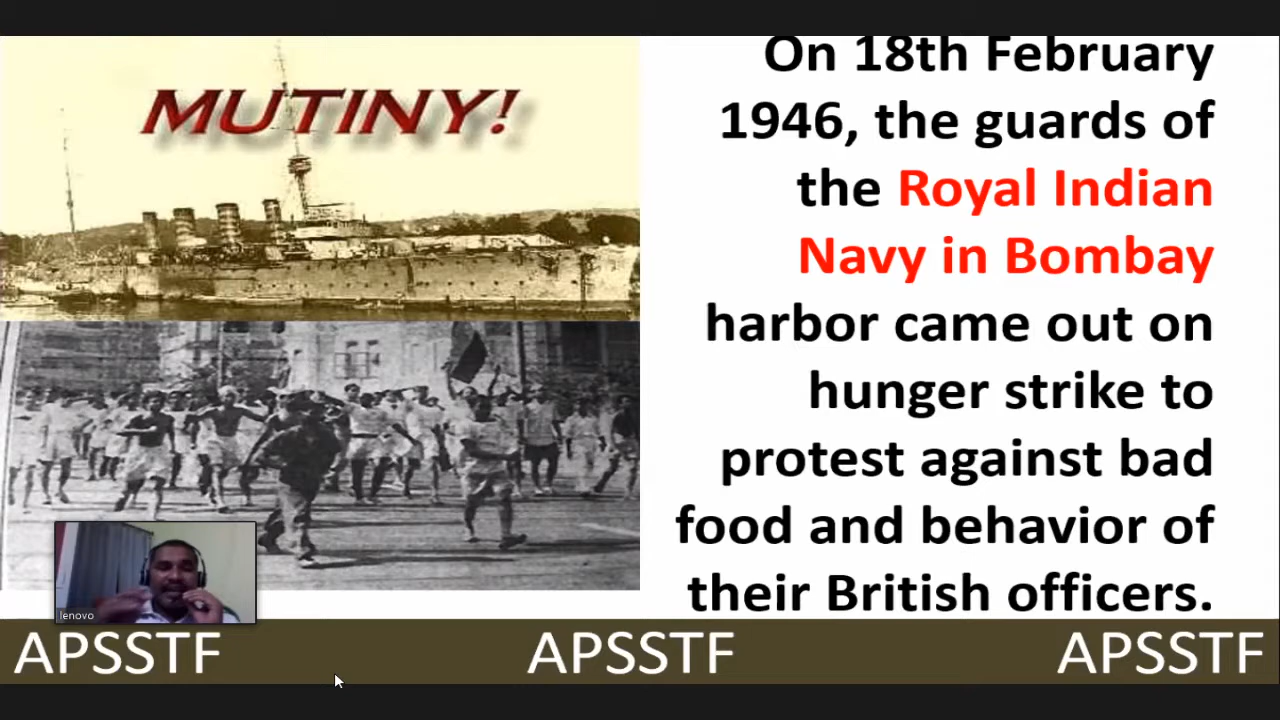 MUTINY!
On 18th February
1946, the guards of
the Royal Indian
Navy in Bombay
harbor came out on
hunger strike to
protest against bad
food and behavior of
their British officers.
lenovo
APSSTF APSSTF APSSTF